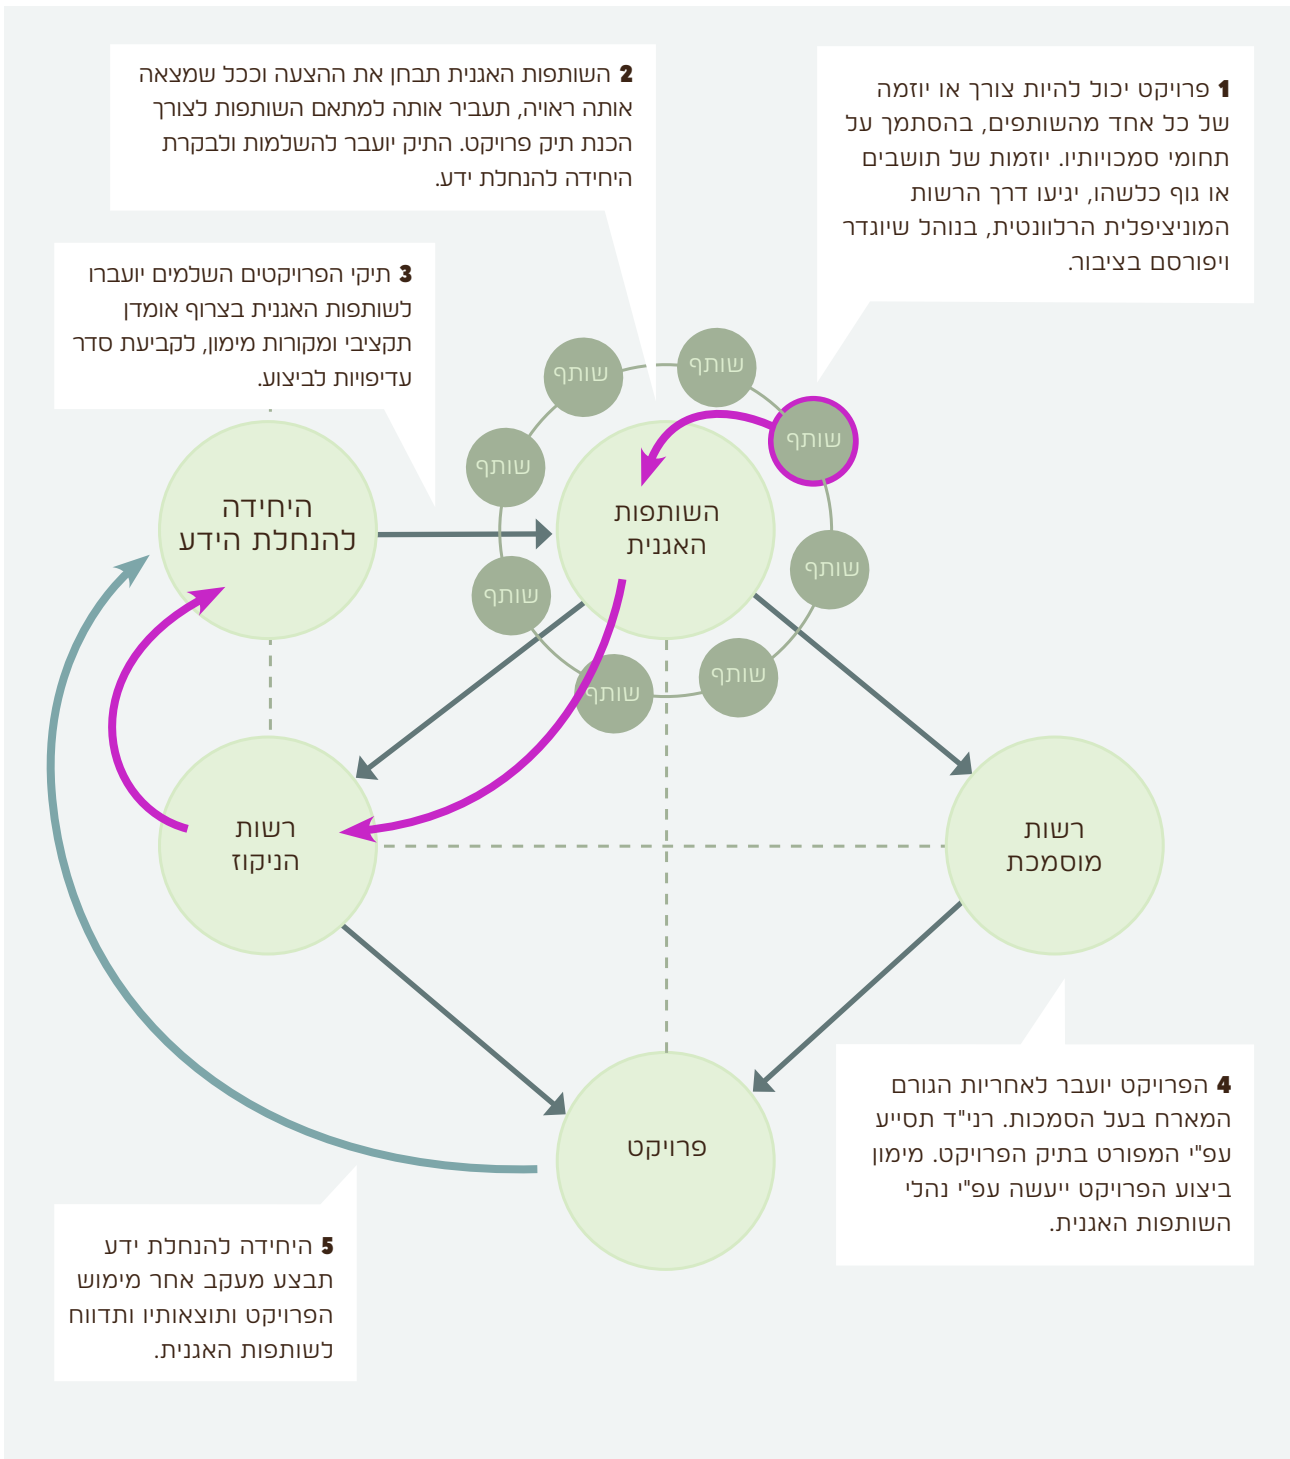 1 פרויקט יכול להיות צורך או יוזמה
של כל אחד מהשותפים, בהסתמך על
תחומי סמכויותיו. יוזמות של תושבים
או גוף כלשהו, יגיעו דרך הרשות
המוניציפלית הרלוונטית, בנוהל שיוגדר
ויפורסם בציבור.
2 השותפות האגנית תבחן את ההצעה וככל שמצאה
אותה ראויה, תעביר אותה למתאם השותפות לצורך
הכנת תיק פרויקט. התיק יועבר להשלמות ולבקרת
היחידה להנחלת ידע.
3 תיקי הפרויקטים השלמים יועברו
לשותפות האגנית בצרוף אומדן
תקציבי ומקורות מימון, לקביעת סדר
עדיפויות לביצוע.
שותף
שותף
שותף
שותף
שותף
שותף
שותף
שותף
השותפות
האגנית
היחידה
להנחלת הידע
רשות
מוסמכת
רשות
הניקוז
פרויקט
4 הפרויקט יועבר לאחריות הגורם
המארח בעל הסמכות. רני"ד תסייע
עפ"י המפורט בתיק הפרויקט. מימון
ביצוע הפרויקט ייעשה עפ"י נהלי
השותפות האגנית.
5 היחידה להנחלת ידע
תבצע מעקב אחר מימוש
הפרויקט ותוצאותיו ותדווח
לשותפות האגנית.